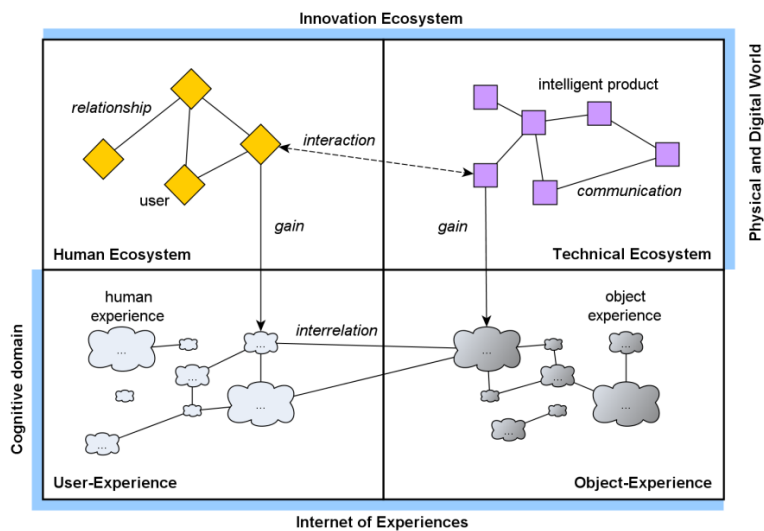 Innovation Ecosystem
relationship
user
interaction
gain
Human Ecosystem
intelligent product
communication
gain
Technical Ecosystem
Physical and Digital World
human
experience
...
...
...
...
...
interrelation
User-Experience
object
experience
...
...
...
...
...
Object-Experience
Cognitive domain
Internet of Experiences